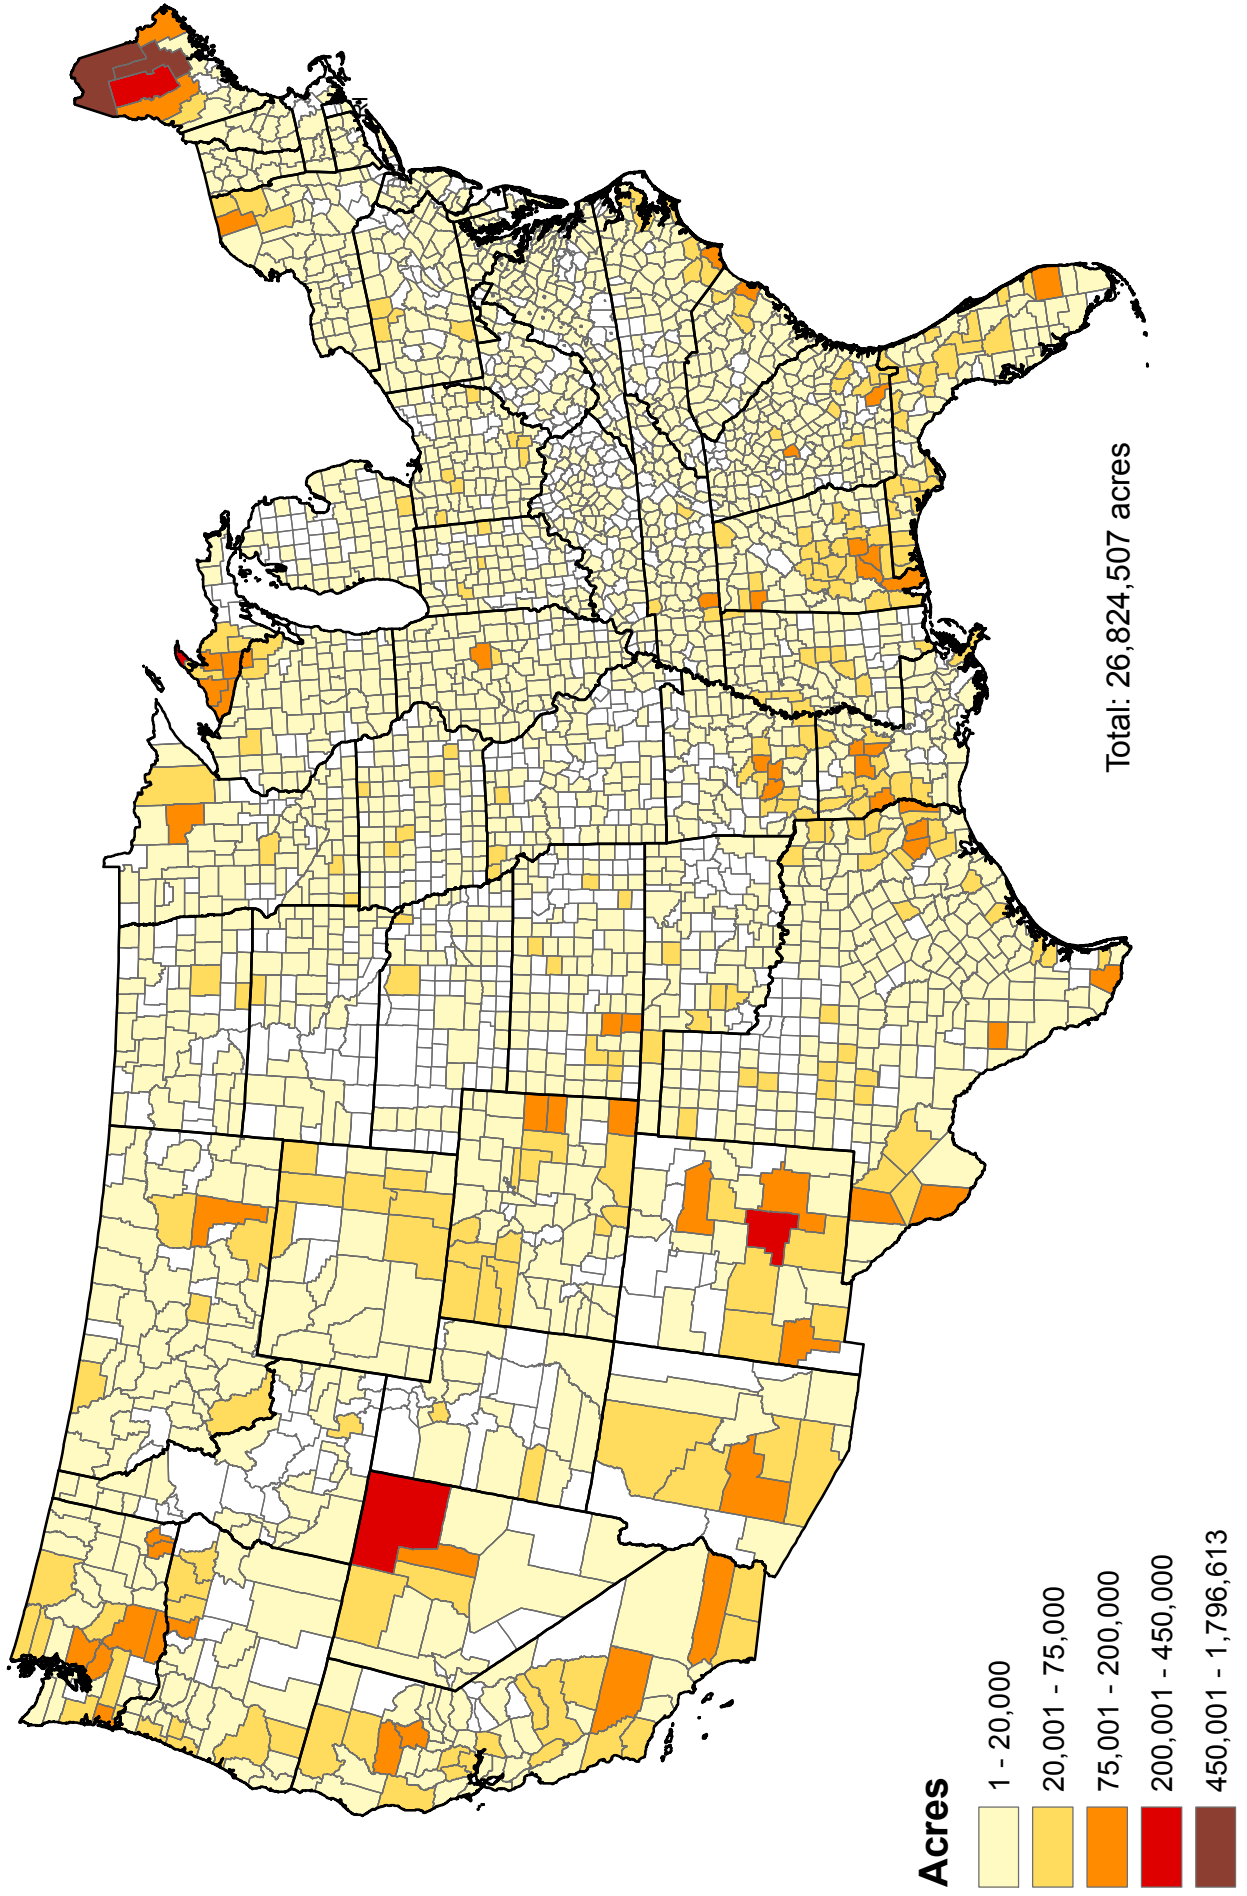 Total: 26,824,507 acres
Acres
1 - 20,000
20,001 - 75,000
75,001 - 200,000
200,001 - 450,000
450,001 - 1,796,613